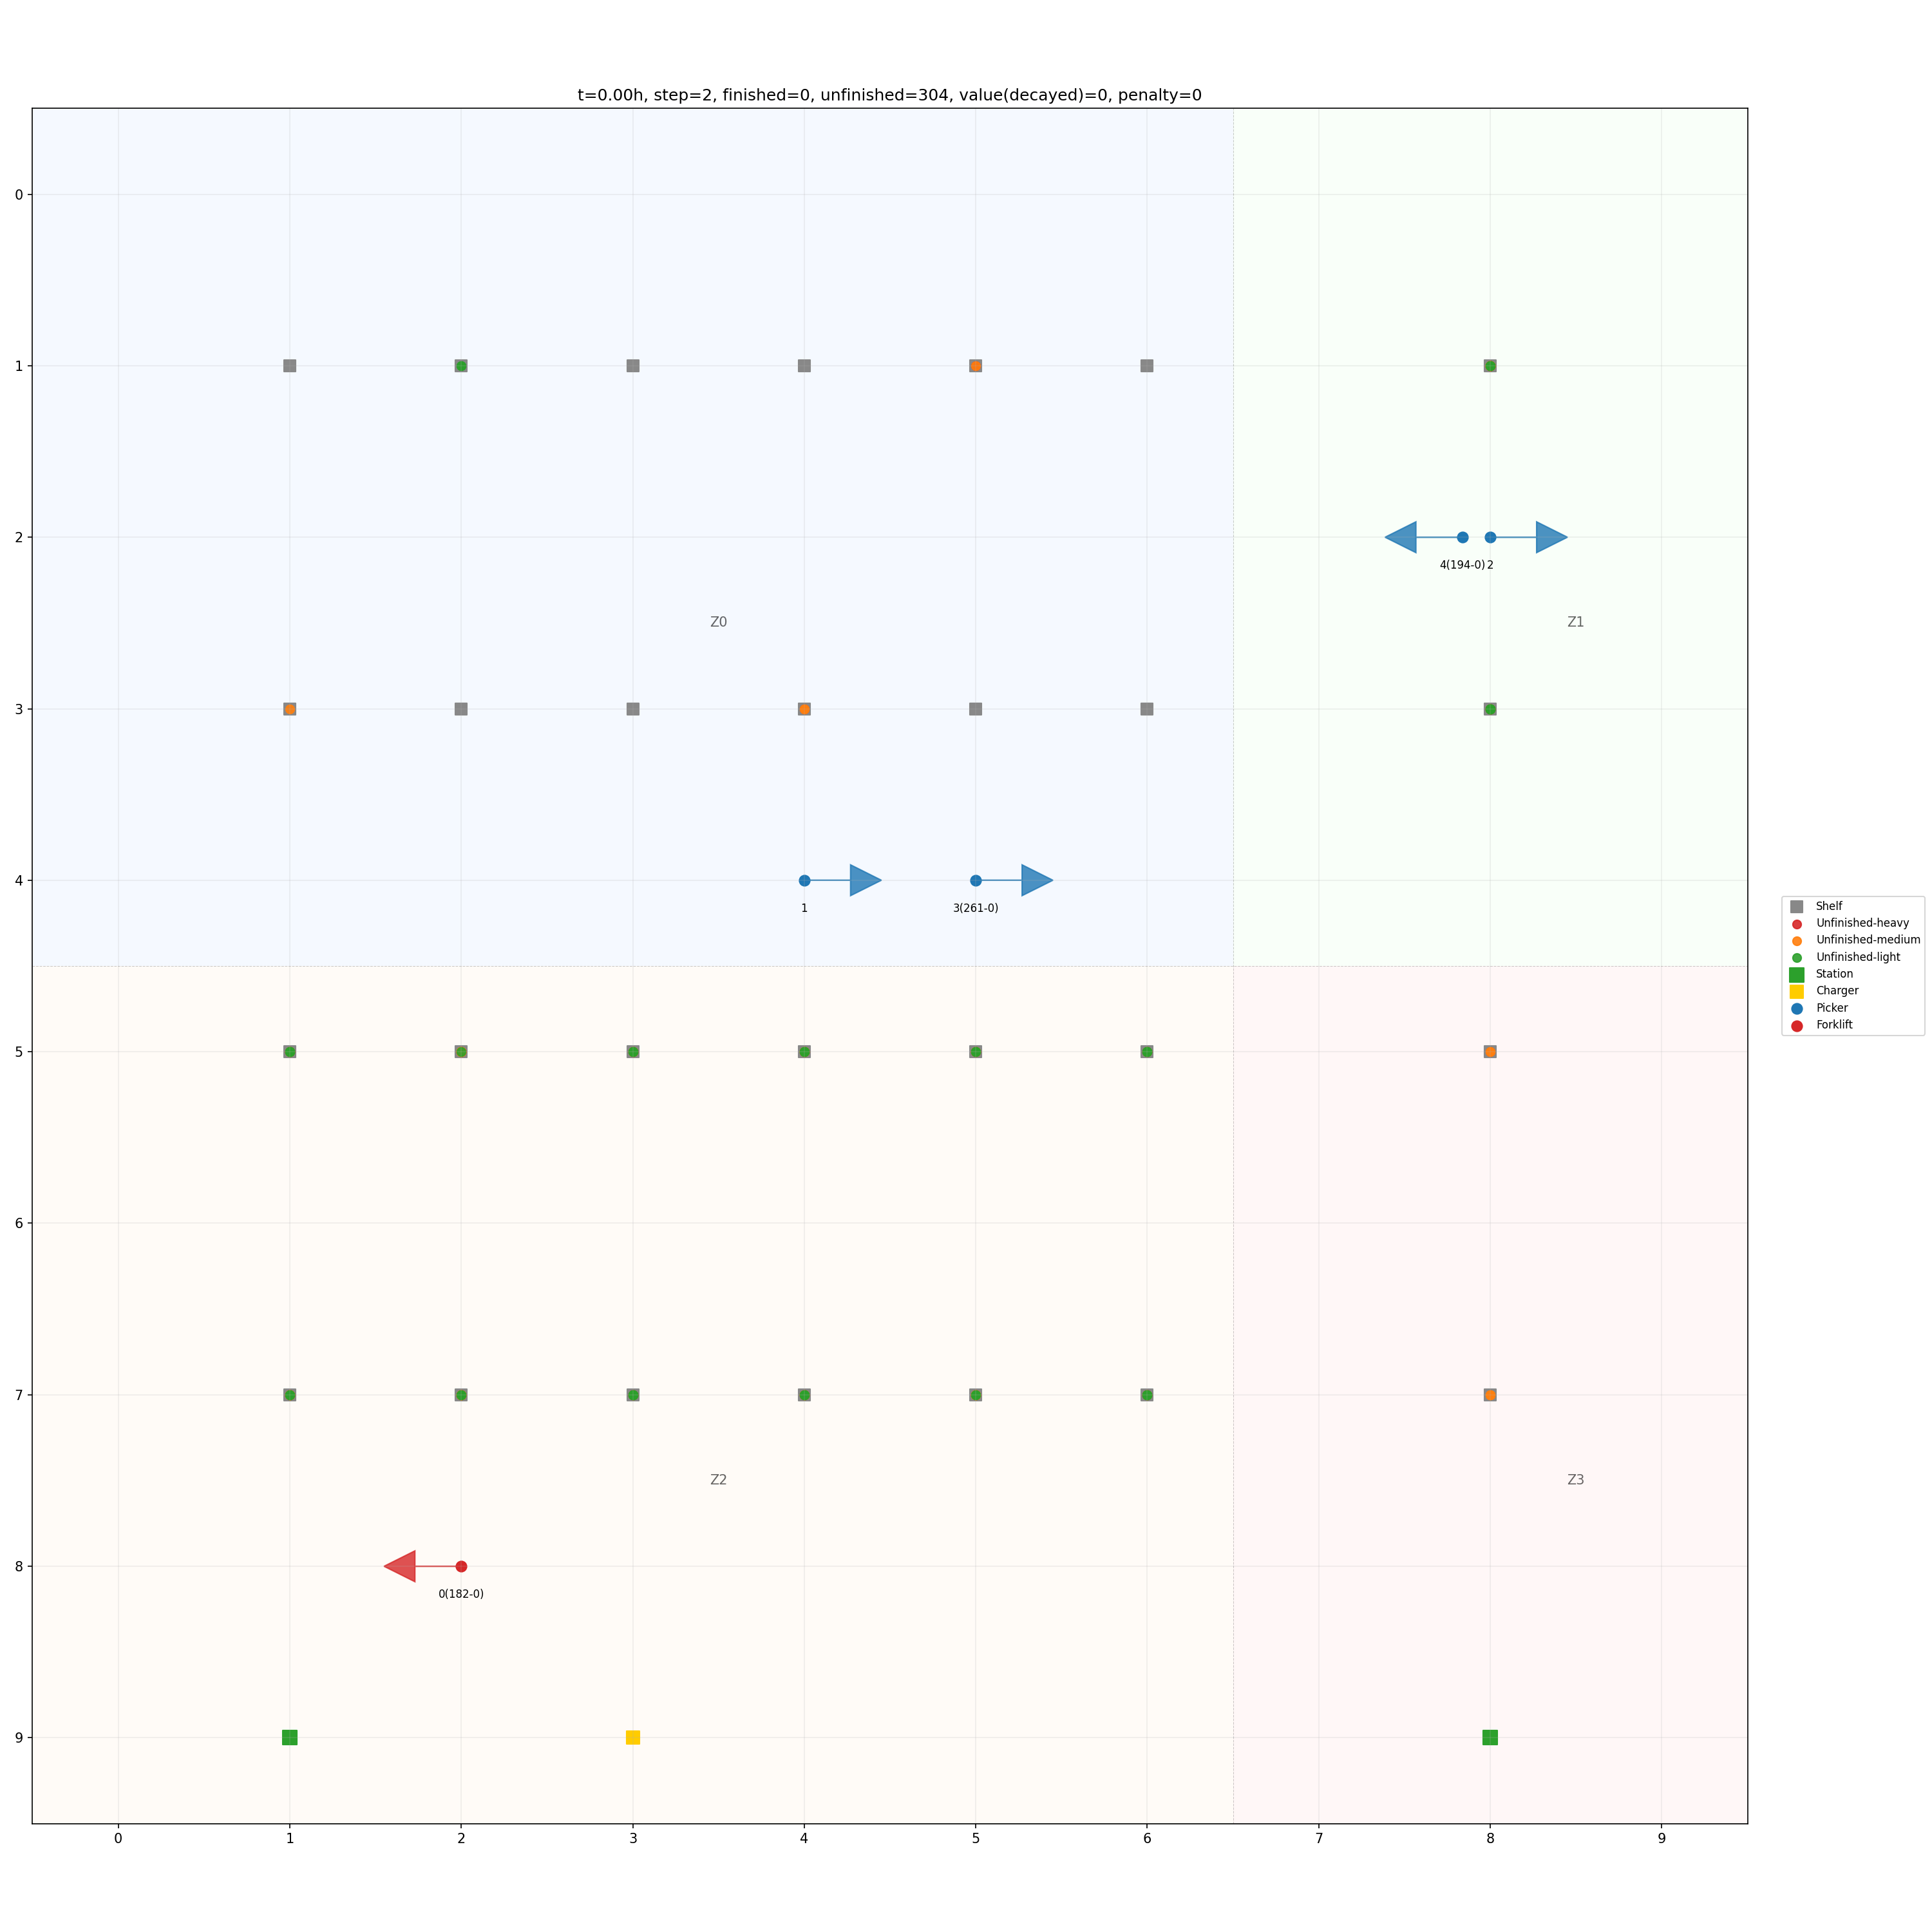 t=0.00h, step=2, finished=0, unfinished=304, value(decayed)=0, penalty=0
0
1
4(194-0) 2
2
Z0
Z1
3
4
1
3(261-0)
Shelf
Unfinished-heavy
Unfinished-medium
Unfinished-light
Station
Charger
Picker
Forklift
5
6
7
Z2
Z3
8
0(182-0)
9
0 1 2 3 4 5 6 7 8 9